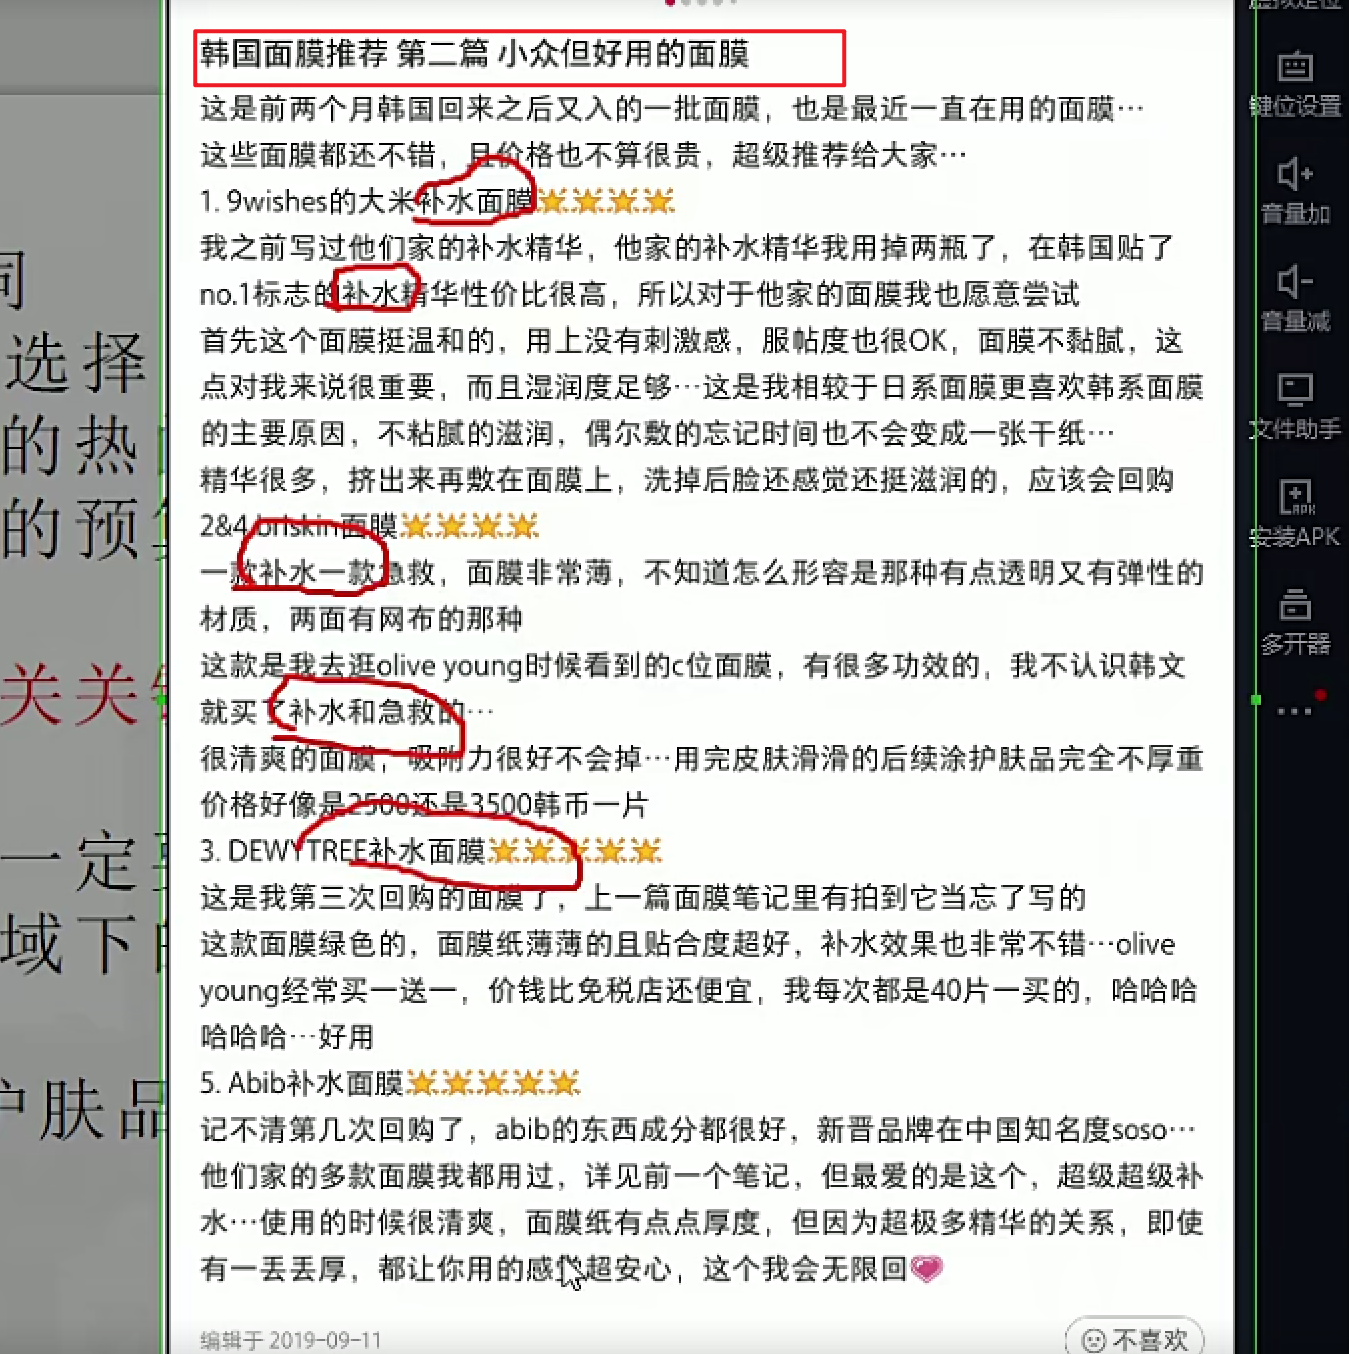 韩国面膜推荐 第二篇 小众但好用的面膜
这是前两个月韩国回来之后又入的一批面膜，也是最近一直在用的面膜…
这些面膜都还不错，且价格也不算很贵，超级推荐给大家…
1. 9wishes的大米补水面膜
我之前写过他们家的补水精华，他家的补水精华我用掉两瓶了，在韩国贴了
no.1标志的补水精华性价比很高，所以对于他家的面膜我也愿意尝试
首先这个面膜挺温和的，用上没有刺激感，服帖度也很OK，面膜不黏腻，这
点对我来说很重要，而且湿润度足够…这是我相较于日系面膜更喜欢韩系面膜
的主要原因，不粘腻的滋润，偶尔敷的忘记时间也不会变成一张干纸…
精华很多，挤出来再敷在面膜上，洗掉后脸还感觉还挺滋润的，应该会回购
2&4 briskin面膜
一款补水一款急救，面膜非常薄，不知道怎么形容是那种有点透明又有弹性的
材质，两面有网布的那种
这款是我去逛olive young时候看到的c位面膜，有很多功效的，我不认识韩文
就买了补水和急救的…
很清爽的面膜，吸附力很好不会掉…用完皮肤滑滑的后续涂护肤品完全不厚重
价格好像是2500还是3500韩币一片
3. DEWYTREE补水面膜
这是我第三次回购的面膜了，上一篇面膜笔记里有拍到它当忘了写的
这款面膜绿色的，面膜纸薄薄的且贴合度超好，补水效果也非常不错…olive
young经常买一送一，价钱比免税店还便宜，我每次都是40片一买的，哈哈哈
哈哈哈…好用
5. Abib补水面膜
记不清第几次回购了，abib的东西成分都很好，新晋品牌在中国知名度soso…
他们家的多款面膜我都用过，详见前一个笔记，但最爱的是这个，超级超级补
水…使用的时候很清爽，面膜纸有点点厚度，但因为超极多精华的关系，即使
有一丢丢厚，都让你用的感觉超安心，这个我会无限回
编辑于 2019-09-11
不喜欢
词
选择
的热
的预
关关
一定
域下
护肤品
虚拟定位
键位设置
音量加
音量减
文件助手
安装APK
多开器